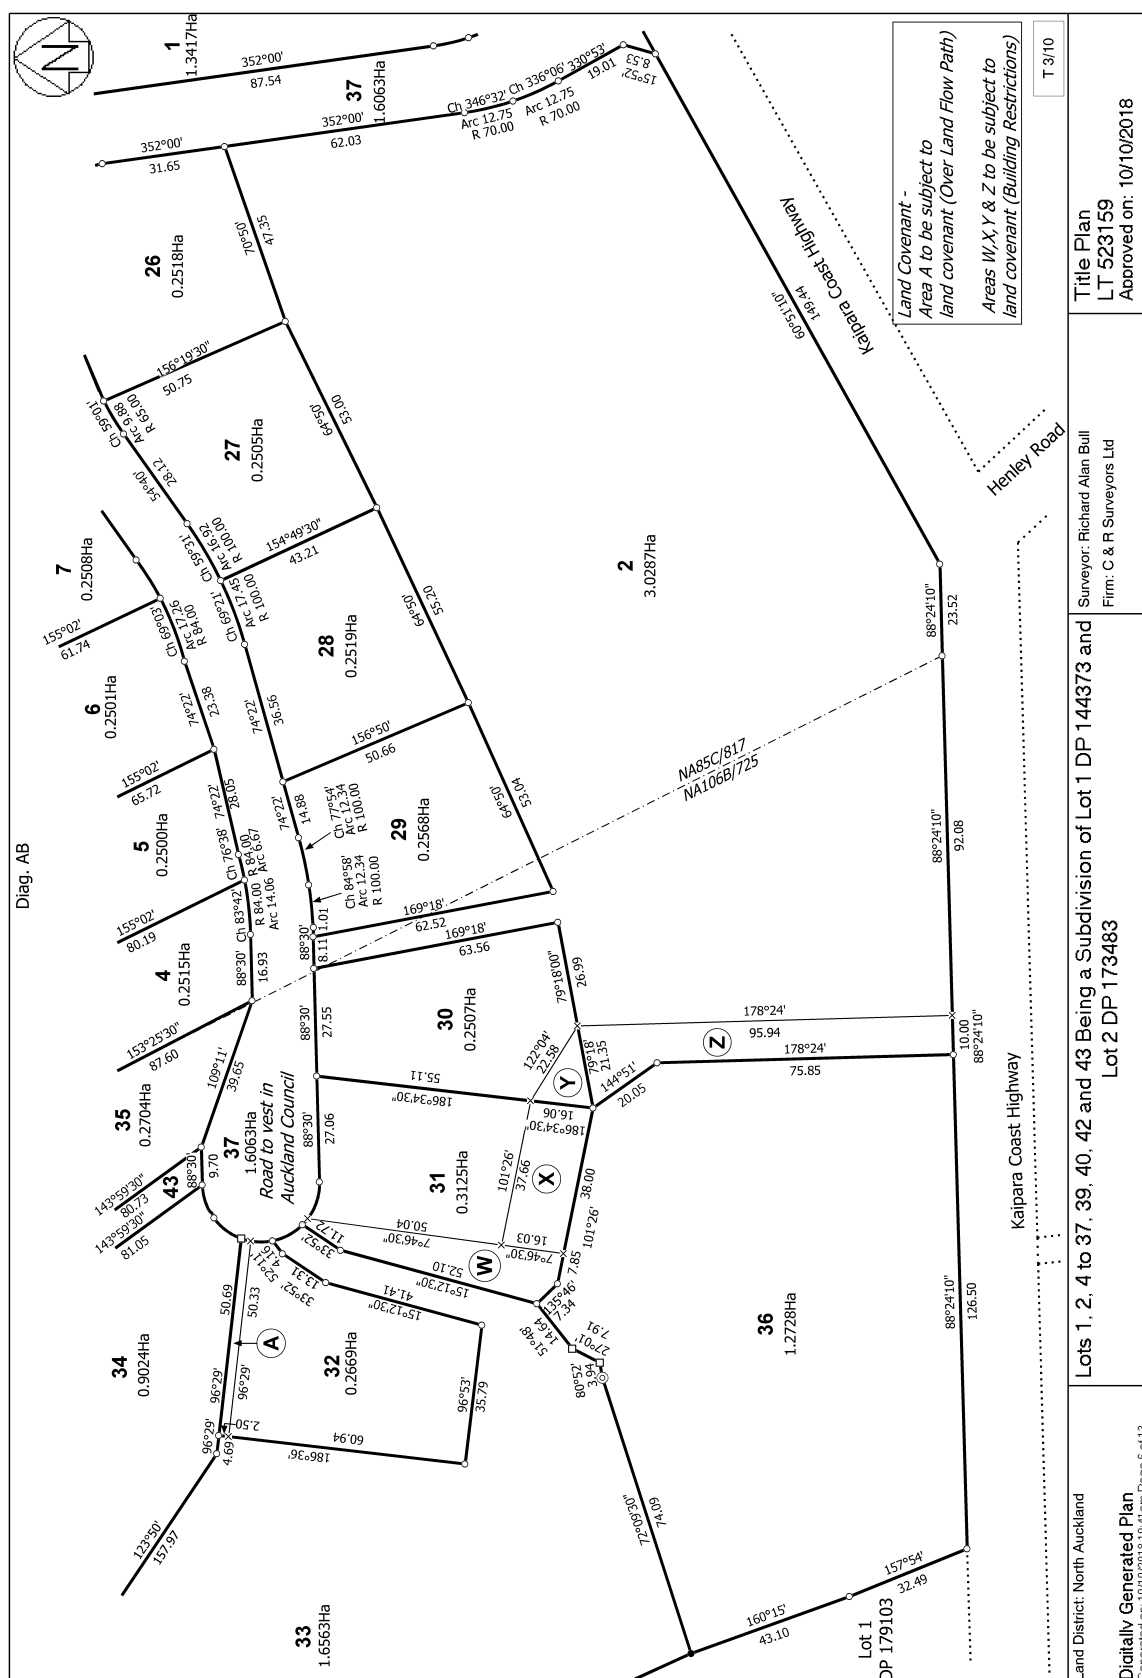 Diag. AB
N
1
1.3417Ha
352°00'
87.54
37
1.6063Ha
352°00'
31.65
352°00'
62.03
Ch 346°32'
Arc 12.75
R 70.00
Ch 336°06'
Arc 12.75
R 70.00
330°53'
19.01
15°52'
8.53
26
0.2518Ha
70°50'
47.35
156°19'30"
50.75
Ch 59°01'
Arc 9.88
R 65.00
27
0.2505Ha
54°40'
28.12
64°50'
53.00
Ch 59°31'
Arc 16.92
R 100.00
154°49'30"
43.21
7
0.2508Ha
155°02'
61.74
Ch 69°03'
Arc 17.26
R 84.00
Ch 69°21'
Arc 17.45
R 100.00
28
0.2519Ha
64°50'
55.20
74°22'
36.56
6
0.2501Ha
74°22'
23.38
155°02'
65.72
156°50'
50.66
5
0.2500Ha
74°22'
28.05
Ch 76°38'
R 84.00
Arc 6.67
74°22'
14.88
Ch 77°54'
Arc 12.34
R 100.00
29
0.2568Ha
64°50'
53.04
155°02'
80.19
Ch 83°42'
R 84.00
Arc 14.06
Ch 84°58'
Arc 12.34
R 100.00
169°18'
62.52
169°18'
63.56
4
0.2515Ha
88°30'
16.93
88°30'
8.11
1.01
153°25'30"
87.60
88°30'
27.55
30
0.2507Ha
79°18'00"
26.99
35
0.2704Ha
109°11'
39.65
37
1.6063Ha
Road to vest in
Auckland Council
55.11
186°34'30"
122°04'
22.58
Y
79°18'
21.35
144°51'
20.05
143°59'30"
80.73
43
88°30'
9.70
143°59'30"
81.05
88°30'
27.06
31
0.3125Ha
16.06
186°34'30"
101°26'
37.66
X
38.00
101°26'
50.04
7°46'30"
16.03
7°46'30"
7.85
11.72
33°52'
W
52.10
15°12'30"
135°46'
7.34
4.16
52°11'
13.31
33°52'
41.41
15°12'30"
50.69
96°29'
50.33
96°29'
A
34
0.9024Ha
32
0.2669Ha
14.64
51°48'
7.91
27°01'
80°52'
3.94
96°53'
35.79
96°29'
4.69
2.50
60.94
186°36'
123°50'
157.97
33
1.6563Ha
72°09'30"
74.09
160°15'
43.10
157°54'
32.49
Lot 1
DP 179103
36
1.2728Ha
88°24'10"
126.50
Z
178°24'
75.85
178°24'
95.94
10.00
88°24'10"
88°24'10"
92.08
NA85C/817
NA106B/725
2
3.0287Ha
88°24'10"
23.52
60°51'10"
149.44
Kaipara Coast Highway
Kaipara Coast Highway
Henley Road
Land Covenant -
Area A to be subject to
land covenant (Over Land Flow Path)
Areas W,X,Y & Z to be subject to
land covenant (Building Restrictions)
T 3/10
Land District: North Auckland
Digitally Generated Plan
Lots 1, 2, 4 to 37, 39, 40, 42 and 43 Being a Subdivision of Lot 1 DP 144373 and
Lot 2 DP 173483
Surveyor: Richard Alan Bull
Firm: C & R Surveyors Ltd
Title Plan
LT 523159
Approved on: 10/10/2018